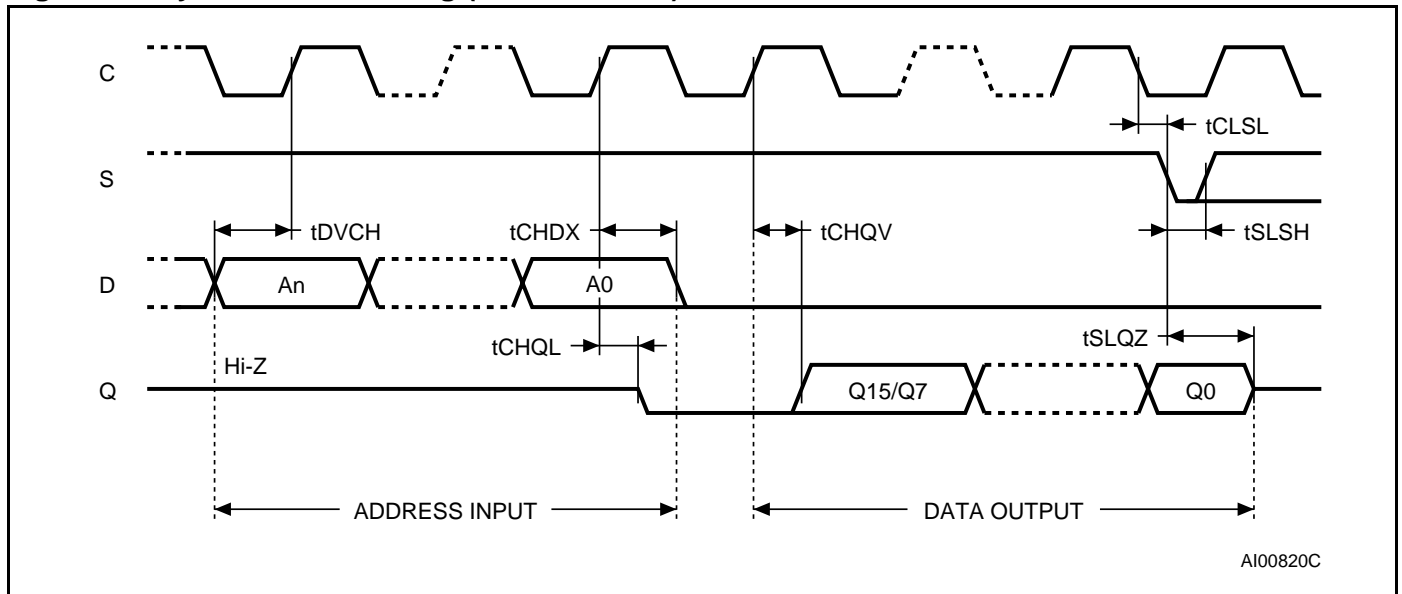 C
tCLSL
S
tDVCH
tCHDX
tCHQV
tSLSH
D
An
A0
tCHQL
tSLQZ
Hi-Z
Q
Q15/Q7
Q0
ADDRESS INPUT
DATA OUTPUT
AI00820C